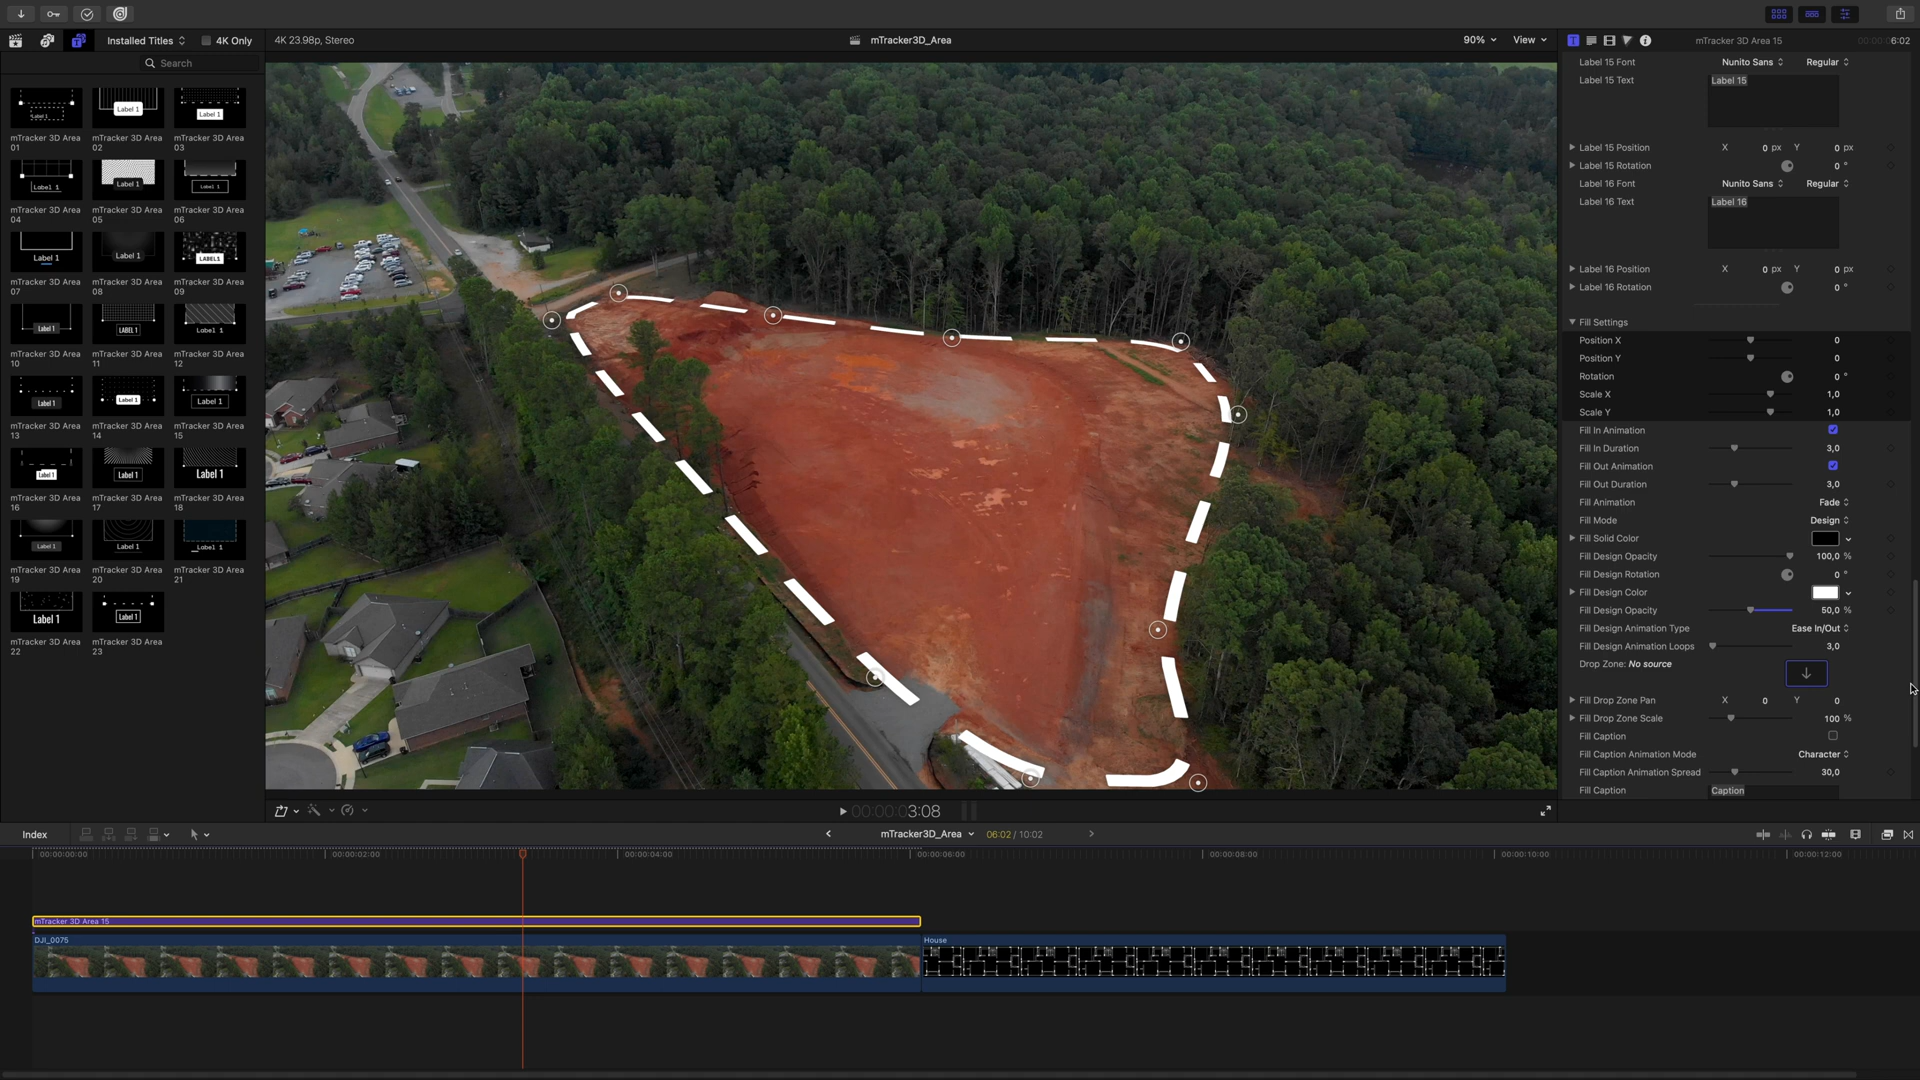 Installed Titles
4K Only
4K 23.98p, Stereo
mTracker3D_Area
90%
View
mTracker 3D Area 15
00:00:06:02
Search
mTracker 3D Area 01
mTracker 3D Area 02
mTracker 3D Area 03
mTracker 3D Area 04
mTracker 3D Area 05
mTracker 3D Area 06
mTracker 3D Area 07
mTracker 3D Area 08
mTracker 3D Area 09
mTracker 3D Area 10
mTracker 3D Area 11
mTracker 3D Area 12
mTracker 3D Area 13
mTracker 3D Area 14
mTracker 3D Area 15
mTracker 3D Area 16
mTracker 3D Area 17
mTracker 3D Area 18
mTracker 3D Area 19
mTracker 3D Area 20
mTracker 3D Area 21
mTracker 3D Area 22
mTracker 3D Area 23
Label 15 Font Nunito Sans Regular
Label 15 Text Label 15
Label 15 Position X 0 px Y 0 px
Label 15 Rotation 0 °
Label 16 Font Nunito Sans Regular
Label 16 Text Label 16
Label 16 Position X 0 px Y 0 px
Label 16 Rotation 0 °
Fill Settings
Position X 0
Position Y 0
Rotation 0 °
Scale X 1,0
Scale Y 1,0
Fill In Animation
Fill In Duration 3,0
Fill Out Animation
Fill Out Duration 3,0
Fill Animation Fade
Fill Mode Design
Fill Solid Color
Fill Design Opacity 100,0 %
Fill Design Rotation 0 °
Fill Design Color
Fill Design Opacity 50,0 %
Fill Design Animation Type Ease In/Out
Fill Design Animation Loops 3,0
Drop Zone: No source
Fill Drop Zone Pan X 0 Y 0
Fill Drop Zone Scale 100 %
Fill Caption
Fill Caption Animation Mode Character
Fill Caption Animation Spread 30,0
Fill Caption Caption
00:00:03:08
Index
mTracker3D_Area
06:02 / 10:02
00:00:00:00
00:00:02:00
00:00:04:00
00:00:06:00
00:00:08:00
00:00:10:00
00:00:12:00
mTracker 3D Area 15
DJI_0075
House